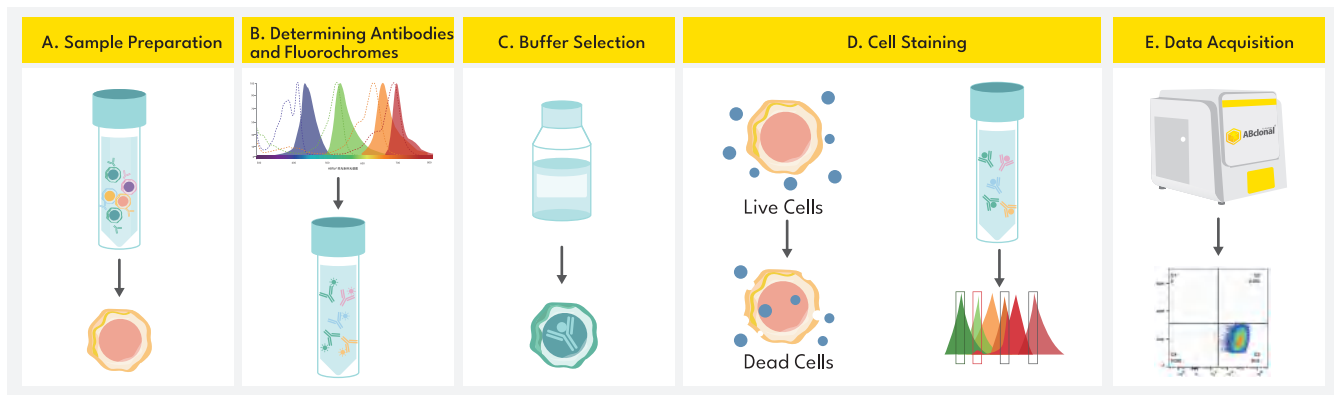 A. Sample Preparation
B. Determining Antibodies
and Fluorochromes
C. Buffer Selection
D. Cell Staining
E. Data Acquisition
ABclonal
Live Cells
Dead Cells